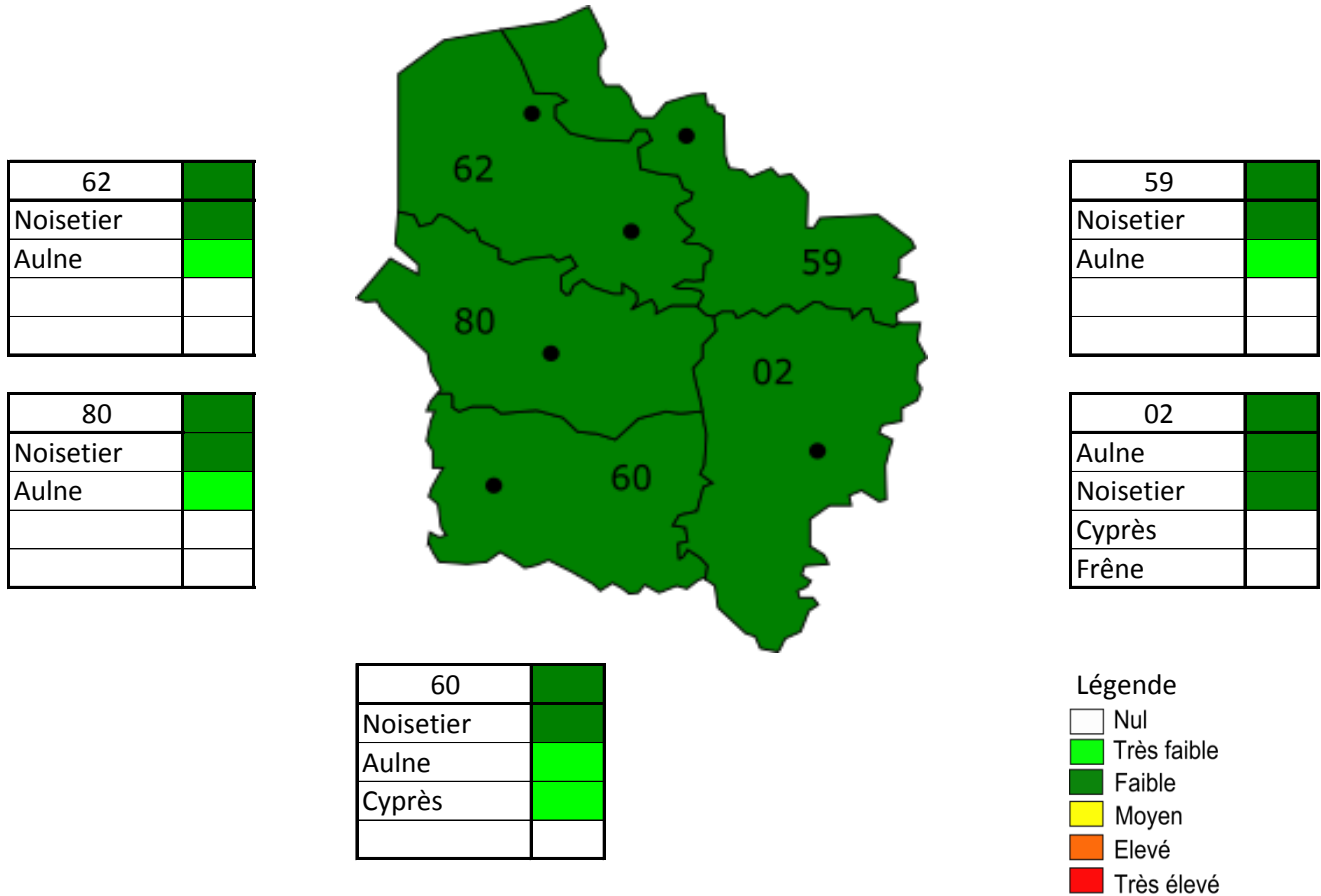 62
Noisetier
Aulne
80
Noisetier
Aulne
62
59
80
02
60
59
Noisetier
Aulne
02
Aulne
Noisetier
Cyprès
Frêne
60
Noisetier
Aulne
Cyprès
Légende
Nul
Très faible
Faible
Moyen
Elevé
Très élevé